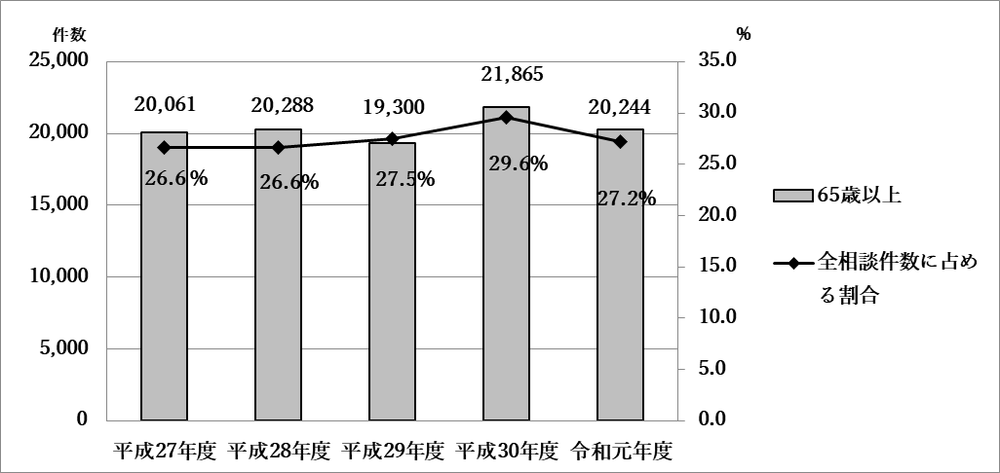 件数
%
25,000
20,000
15,000
10,000
5,000
0
20,061
20,288
19,300
21,865
20,244
26.6%
26.6%
27.5%
29.6%
27.2%
35.0
30.0
25.0
20.0
15.0
10.0
5.0
0.0
平成27年度
平成28年度
平成29年度
平成30年度
令和元年度
65歳以上
全相談件数に占め
る割合